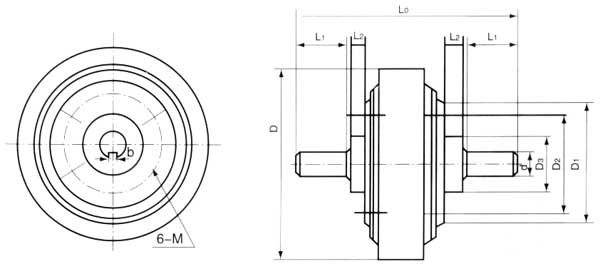 L₀
L₁ L₂ L₂ L₁
b
6-M
D
d
D₃
D₂
D₁